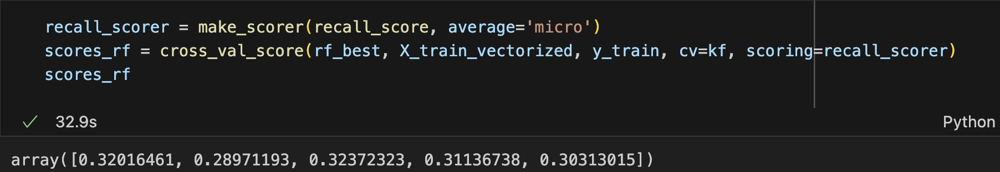 recall_scorer = make_scorer(recall_score, average='micro')
scores_rf = cross_val_score(rf_best, X_train_vectorized, y_train, cv=kf, scoring=recall_scorer)
scores_rf
32.9s
Python
array([0.32016461, 0.28971193, 0.32372323, 0.31136738, 0.30313015])